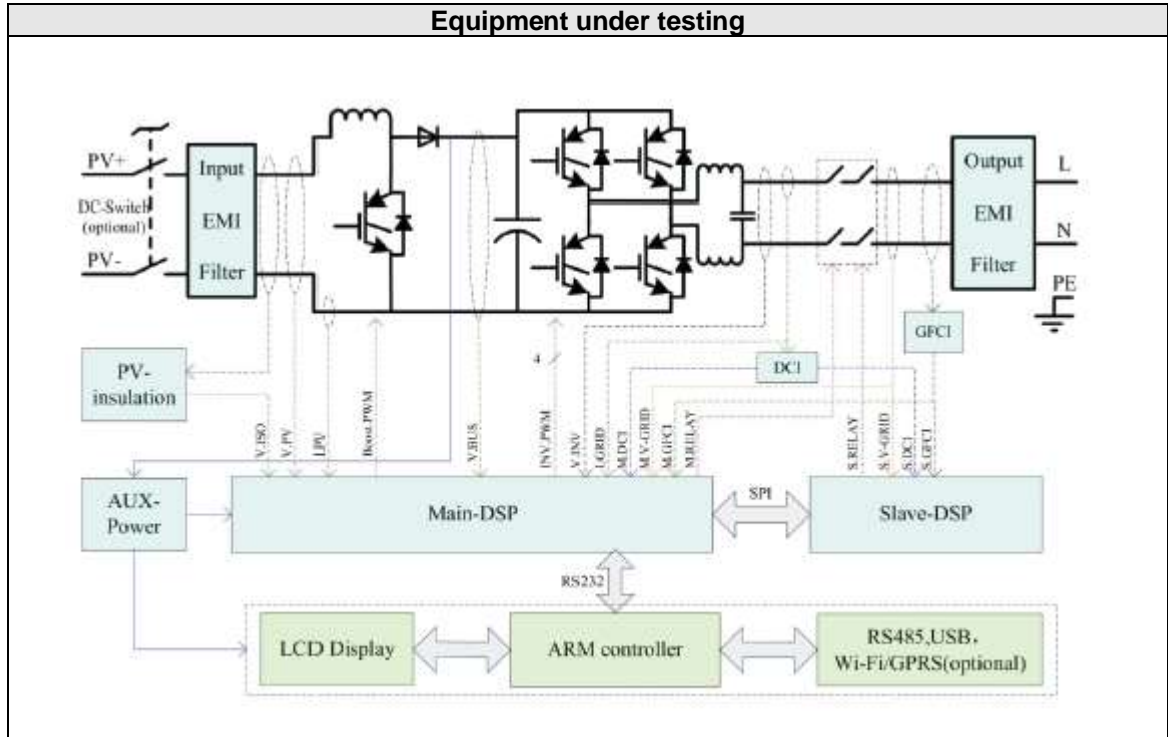 Equipment under testing
PV+
DC-Switch
(optional)
PV-
Input
EMI
Filter
Output
EMI
Filter
L
N
PE
GFCI
DCI
PV-
insulation
4
V.ISO
V.PV
I.PV
Boost.PWM
V.BUS
INV.PWM
V.INV
I.GRID
M.DCI
M.V-GRID
M.GFCI
M.RELAY
S.RELAY
S.V-GRID
S.DCI
S.GFCI
AUX-
Power
Main-DSP
SPI
Slave-DSP
RS232
LCD Display
ARM controller
RS485,USB,
Wi-Fi/GPRS(optional)